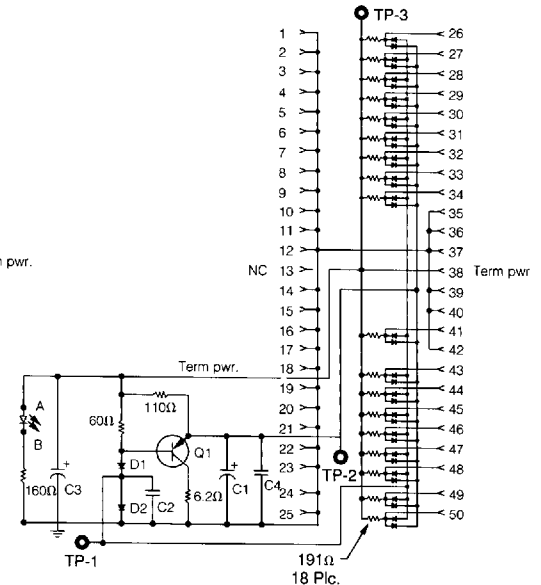 TP-3
1
2
3
4
5
6
7
8
9
10
11
12
NC 13
14
15
16
17
18
19
20
21
22
23
24
25
26
27
28
29
30
31
32
33
34
35
36
37
38 Term pwr
39
40
41
42
43
44
45
46
47
48
49
50
pwr.
Term pwr.
A
B
160Ω
C3
+
60Ω
110Ω
D1
D2
C2
Q1
6.2Ω
+
C1
C4
TP-2
TP-1
191Ω
18 Plc.